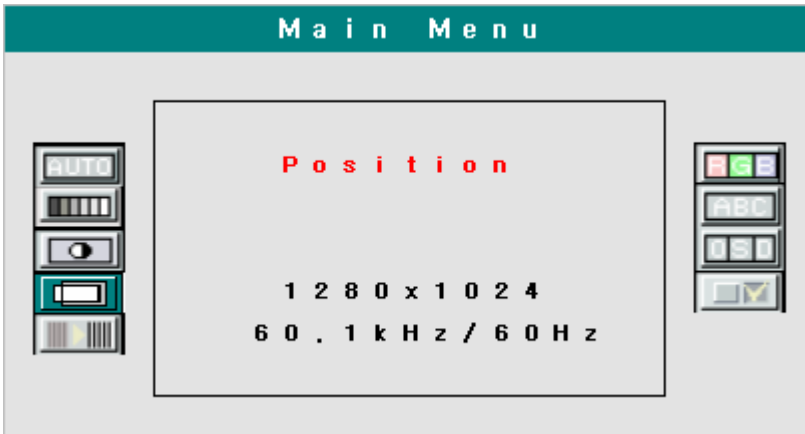 Main Menu
AUTO
Position
1280x1024
60.1kHz/60Hz
RGB
ABC
OSD